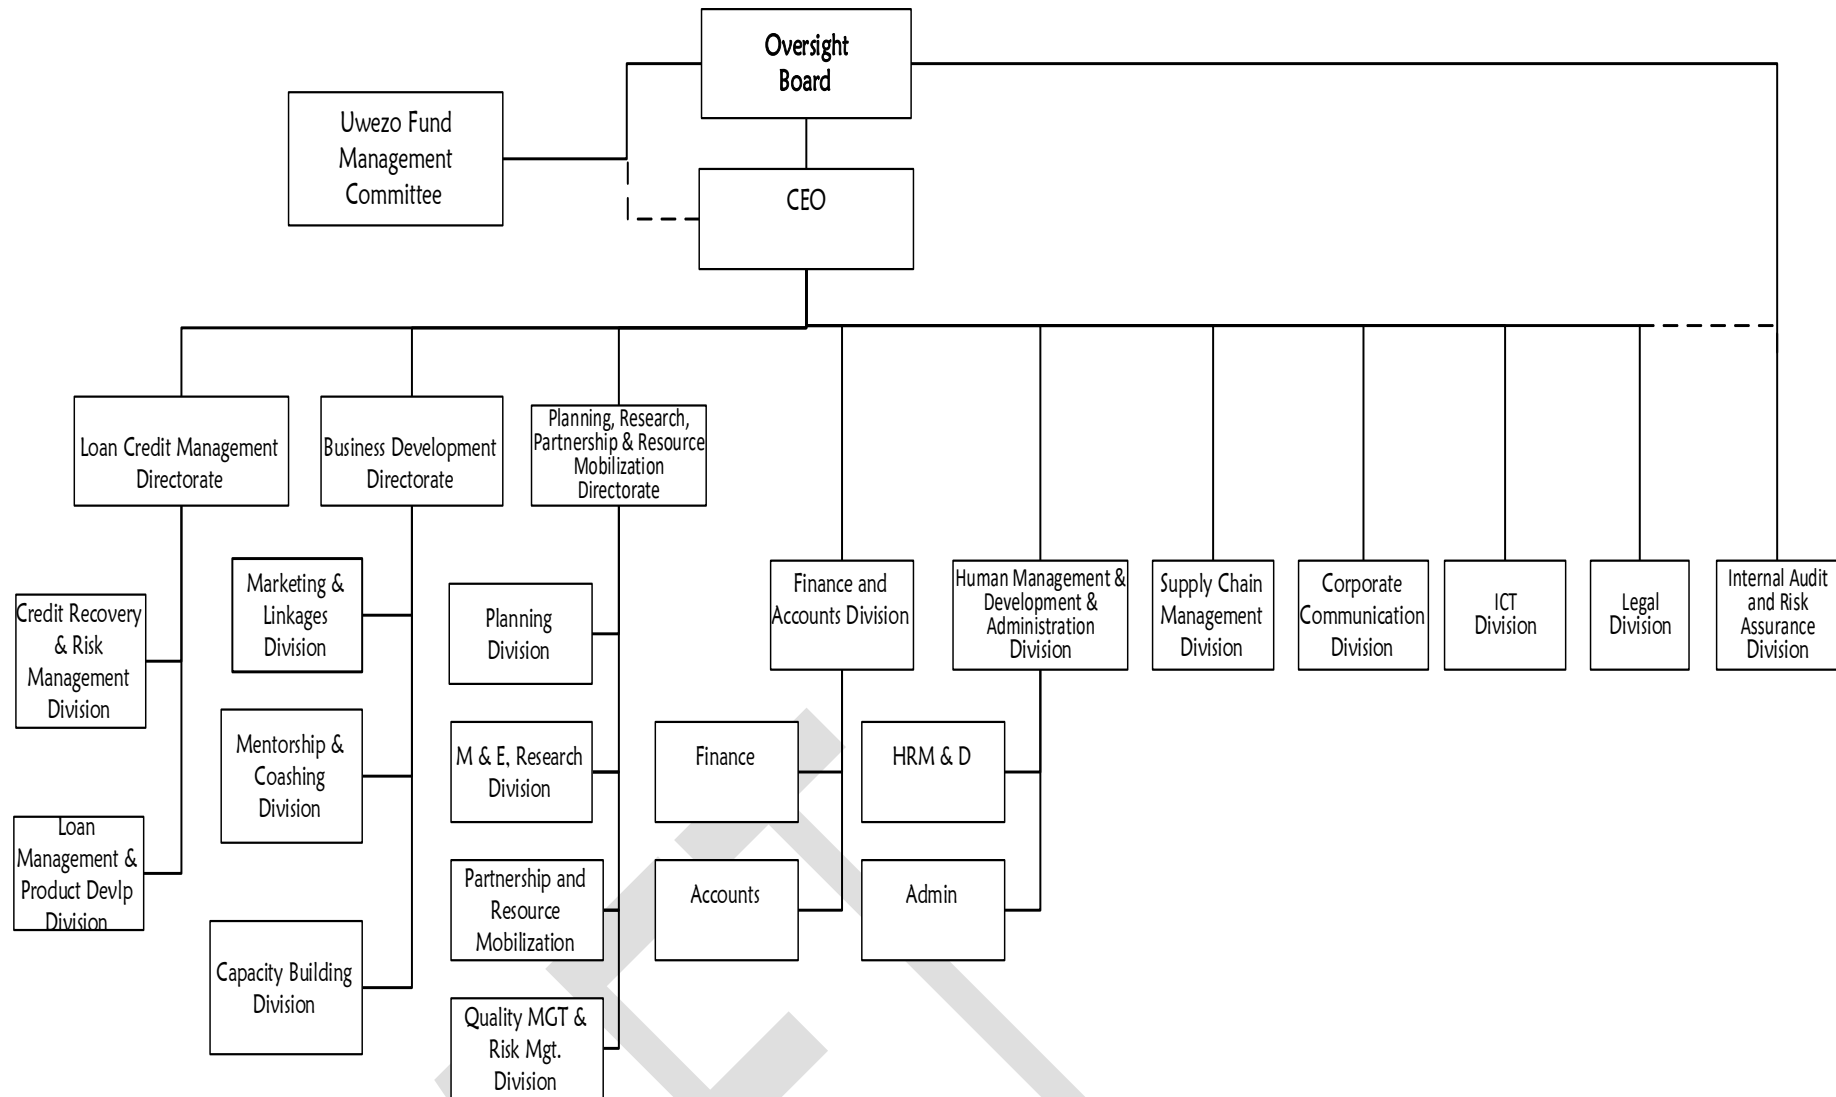 Oversight
Board
Uwezo Fund
Management
Committee
CEO
Loan Credit Management
Directorate
Business Development
Directorate
Planning, Research,
Partnership & Resource
Mobilization
Directorate
Credit Recovery
& Risk
Management
Division
Loan
Management &
Product Devlp
Division
Marketing &
Linkages
Division
Mentorship &
Coashing
Division
Capacity Building
Division
Planning
Division
M & E, Research
Division
Partnership and
Resource
Mobilization
Quality MGT &
Risk Mgt.
Division
Finance and
Accounts Division
Finance
Accounts
Human Management &
Development &
Administration
Division
HRM & D
Admin
Supply Chain
Management
Division
Corporate
Communication
Division
ICT
Division
Legal
Division
Internal Audit
and Risk
Assurance
Division